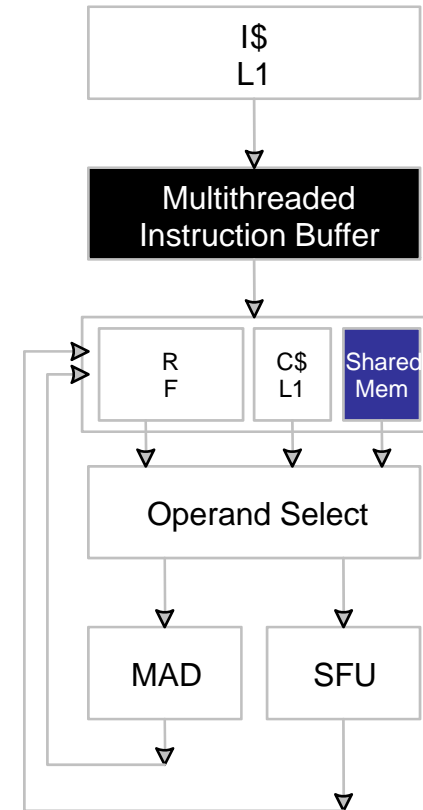 I$
L1
Multithreaded
Instruction Buffer
R
F
C$
L1
Shared
Mem
Operand Select
MAD
SFU